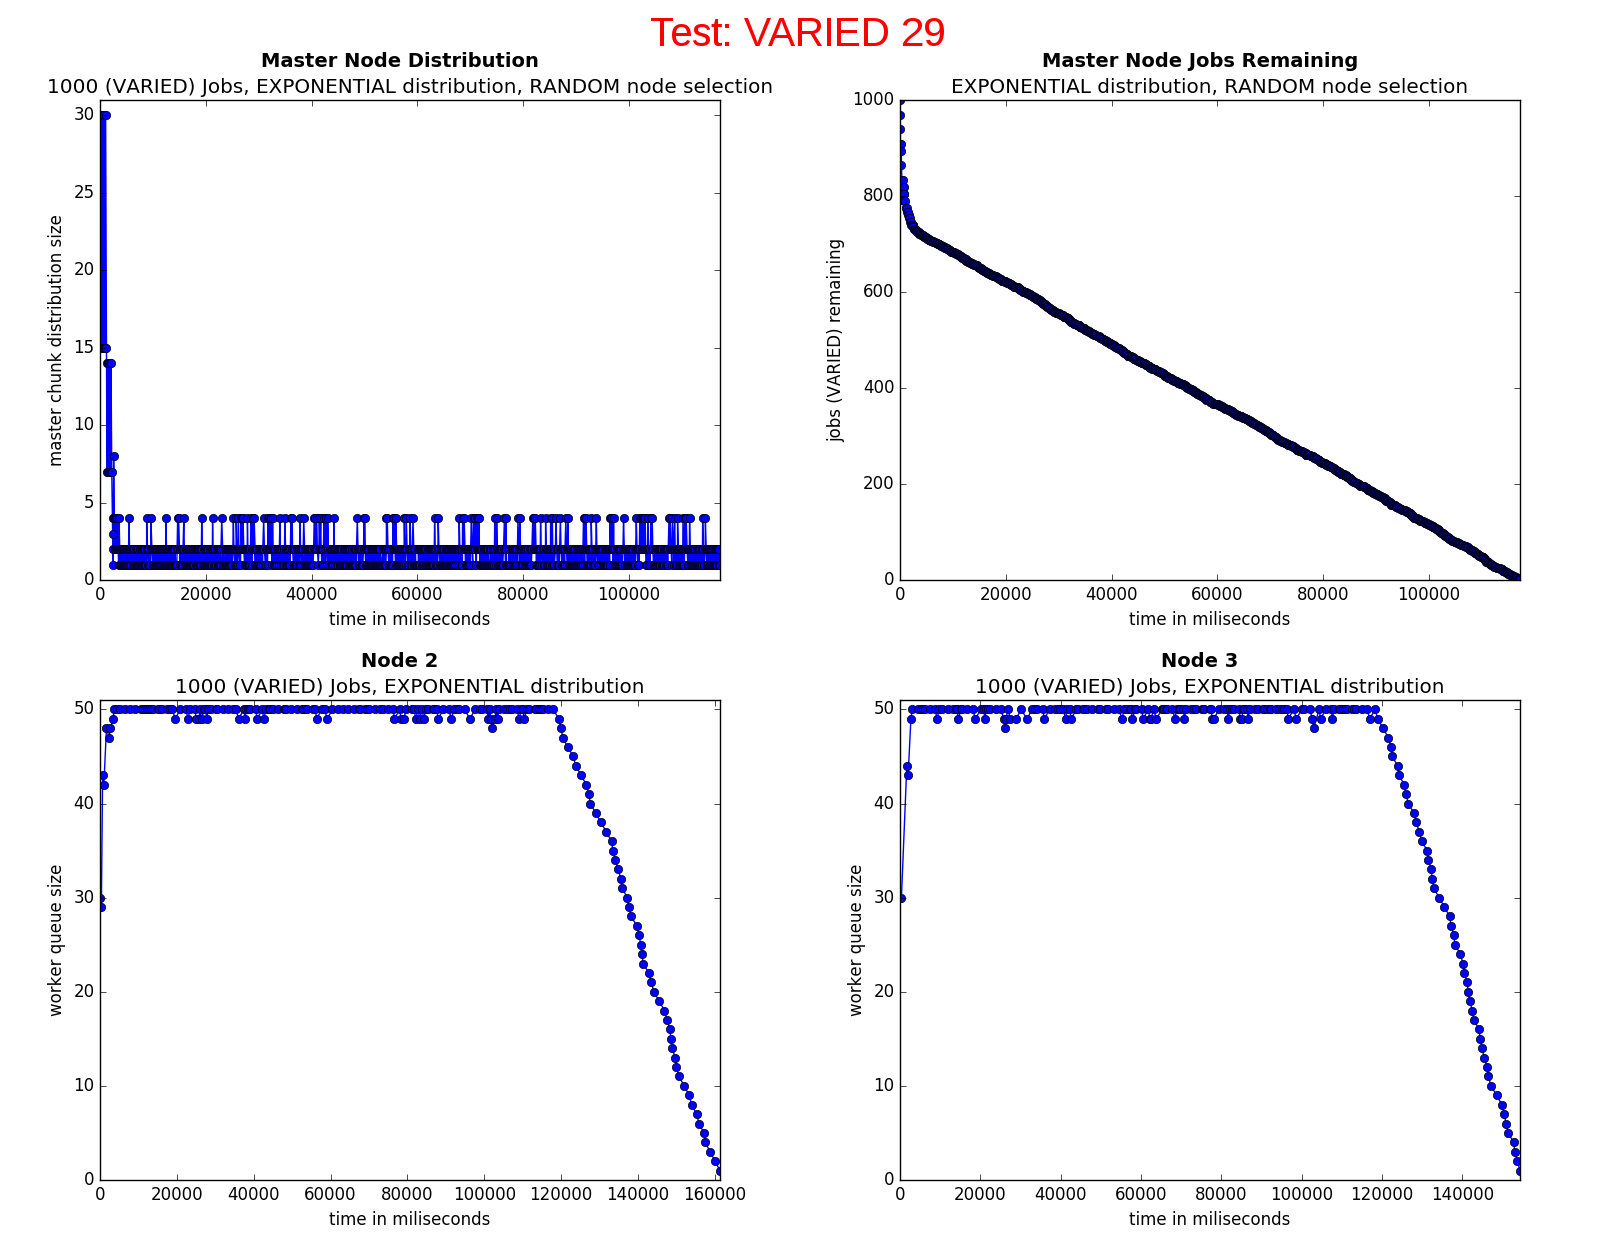 Test: VARIED 29
Master Node Distribution
1000 (VARIED) Jobs, EXPONENTIAL distribution, RANDOM node selection
30
25
20
15
10
5
0
master chunk distribution size
0 20000 40000 60000 80000 100000
time in miliseconds
Master Node Jobs Remaining
EXPONENTIAL distribution, RANDOM node selection
1000
800
600
400
200
0
jobs (VARIED) remaining
0 20000 40000 60000 80000 100000
time in miliseconds
Node 2
1000 (VARIED) Jobs, EXPONENTIAL distribution
50
40
30
20
10
0
worker queue size
0 20000 40000 60000 80000 100000 120000 140000 160000
time in miliseconds
Node 3
1000 (VARIED) Jobs, EXPONENTIAL distribution
50
40
30
20
10
0
worker queue size
0 20000 40000 60000 80000 100000 120000 140000
time in miliseconds